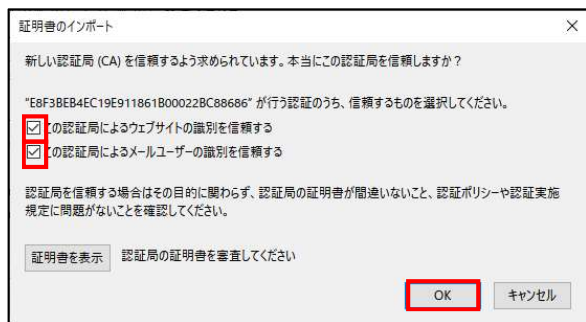 証明書のインポート
新しい認証局 (CA) を信頼するよう求められています。本当にこの認証局を信頼しますか？
"E8F3BEB4EC19E911861B00022BC88686" が行う認証のうち、信頼するものを選択してください。
この認証局によるウェブサイトの識別を信頼する
この認証局によるメールユーザーの識別を信頼する
認証局を信頼する場合はその目的に関わらず、認証局の証明書が間違いないこと、認証ポリシーや認証実施
規定に問題がないことを確認してください。
証明書を表示 認証局の証明書を審査してください
OK キャンセル